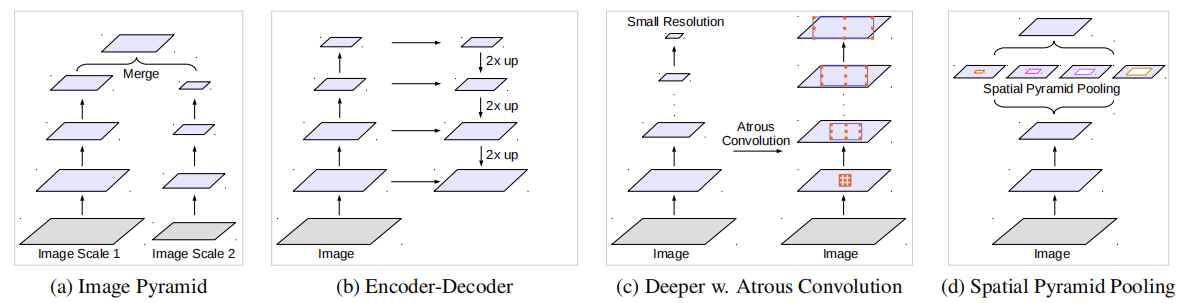 Merge
Image Scale 1
Image Scale 2
(a) Image Pyramid
2x up
2x up
2x up
Image
(b) Encoder-Decoder
Small Resolution
Atrous
Convolution
Image
Image
(c) Deeper w. Atrous Convolution
Spatial Pyramid Pooling
Image
(d) Spatial Pyramid Pooling